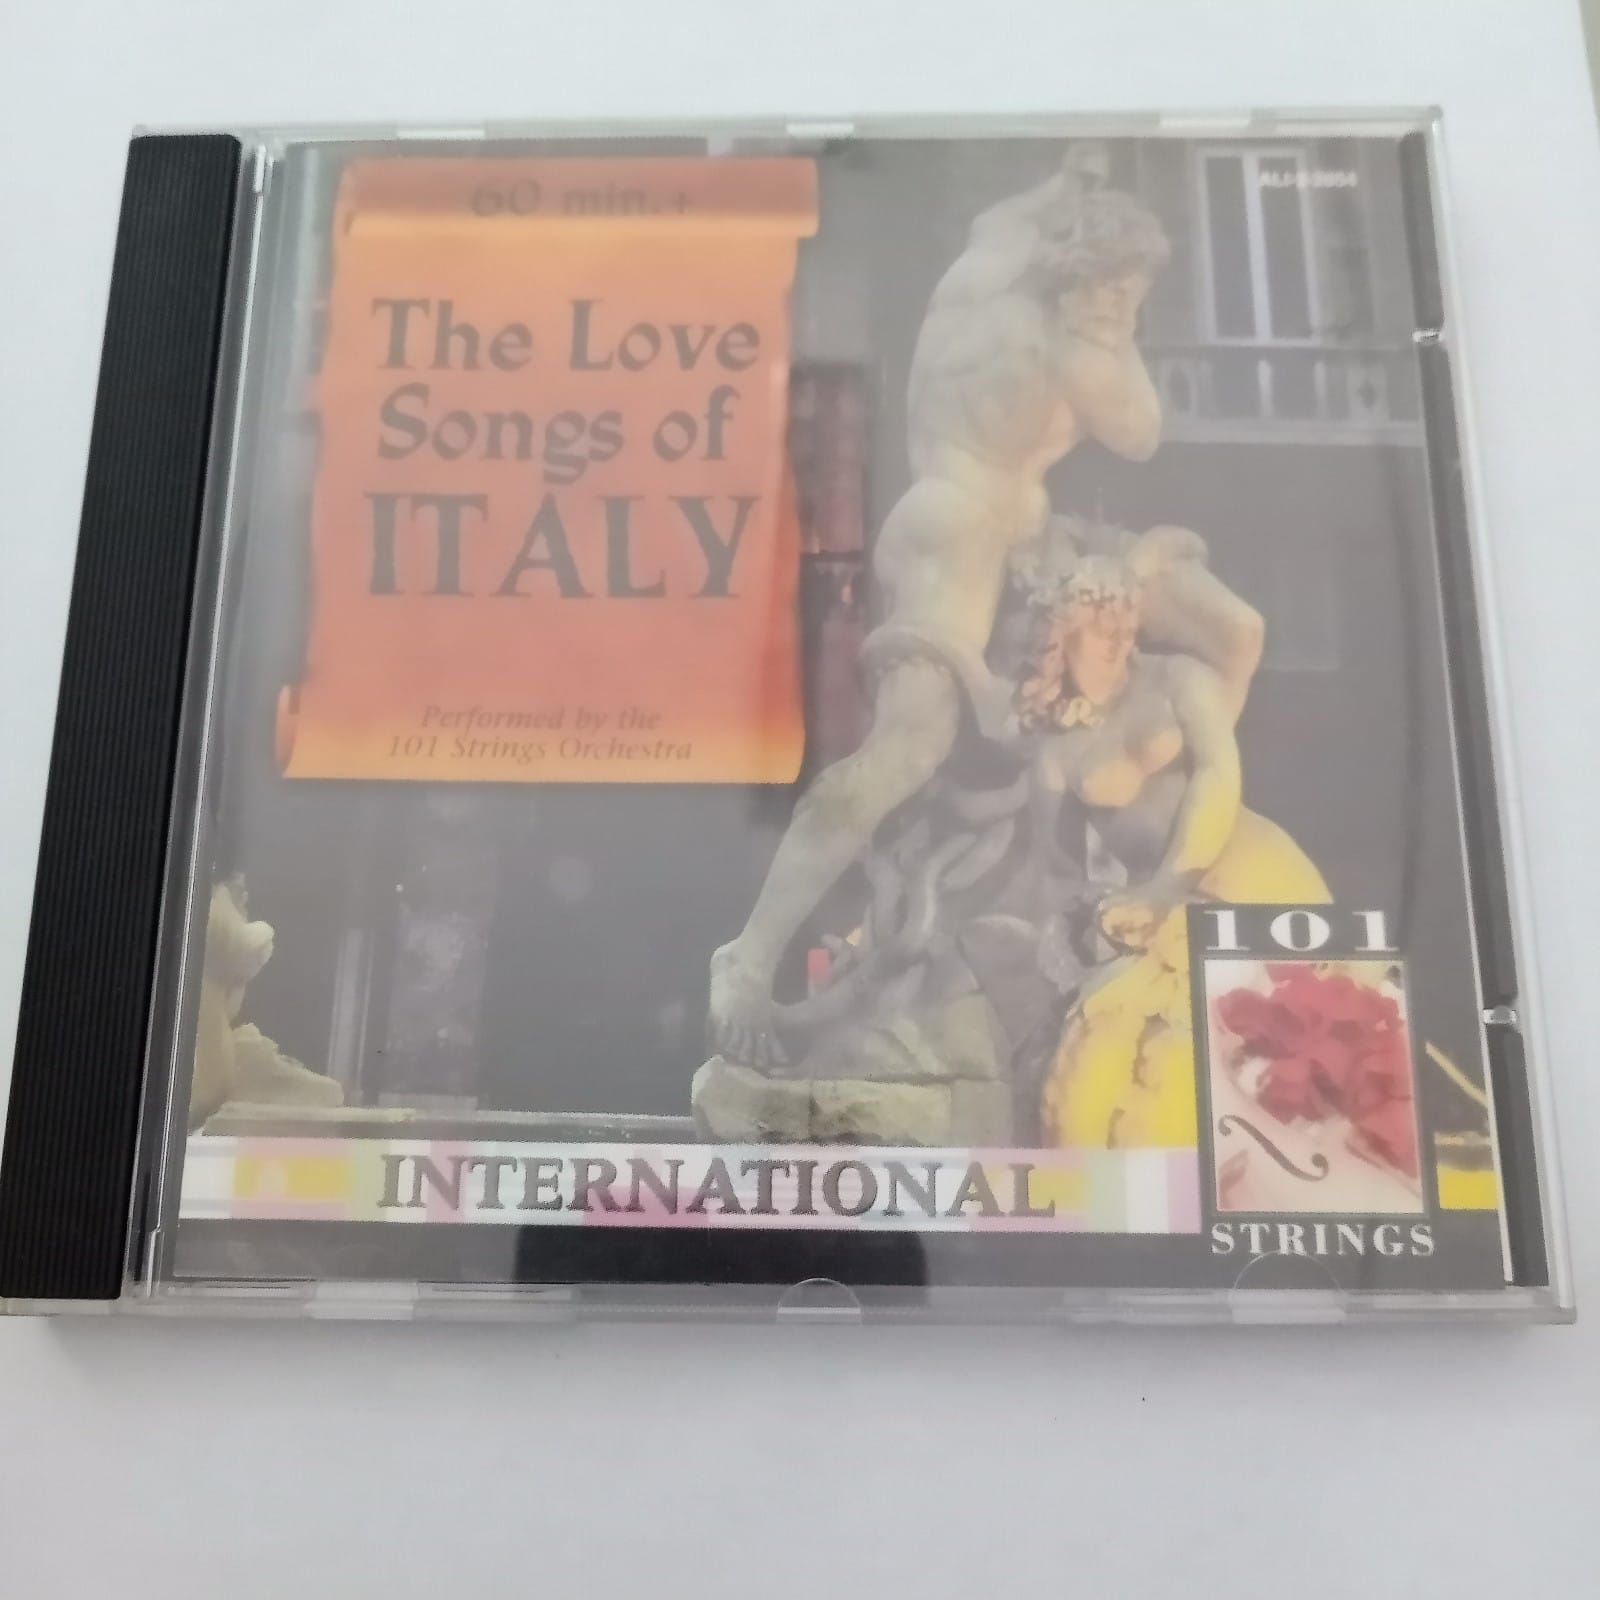 60 min.+
The Love
Songs of
ITALY
Performed by the
101 Strings Orchestra
INTERNATIONAL
101
STRINGS